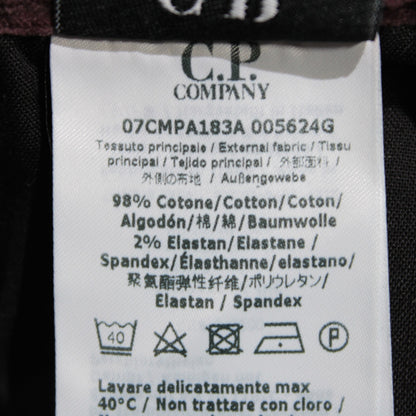 C.P.
COMPANY
07CMPA183A 005624G
Tessuto principale / External fabric / Tissu
principal / Tejido principal / 外部面料 /
外側の布地 / Außengewebe
98% Cotone/Cotton/Coton/
Algodón/棉/綿/Baumwolle
2% Elastan/Elastane /
Spandex/Élasthanne/elastano/
聚氨酯弹性纤维/ポリウレタン/
Elastan / Spandex
40
Lavare delicatamente max
40°C / Non trattare con cloro /